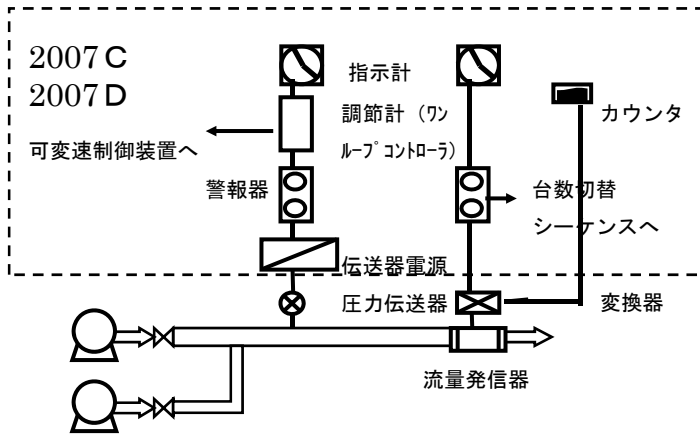 2007C
2007D
指示計
調節計（ワン
ループコントローラ）
カウンタ
可変速制御装置へ
警報器
台数切替
シーケンスへ
伝送器電源
圧力伝送器
変換器
流量発信器